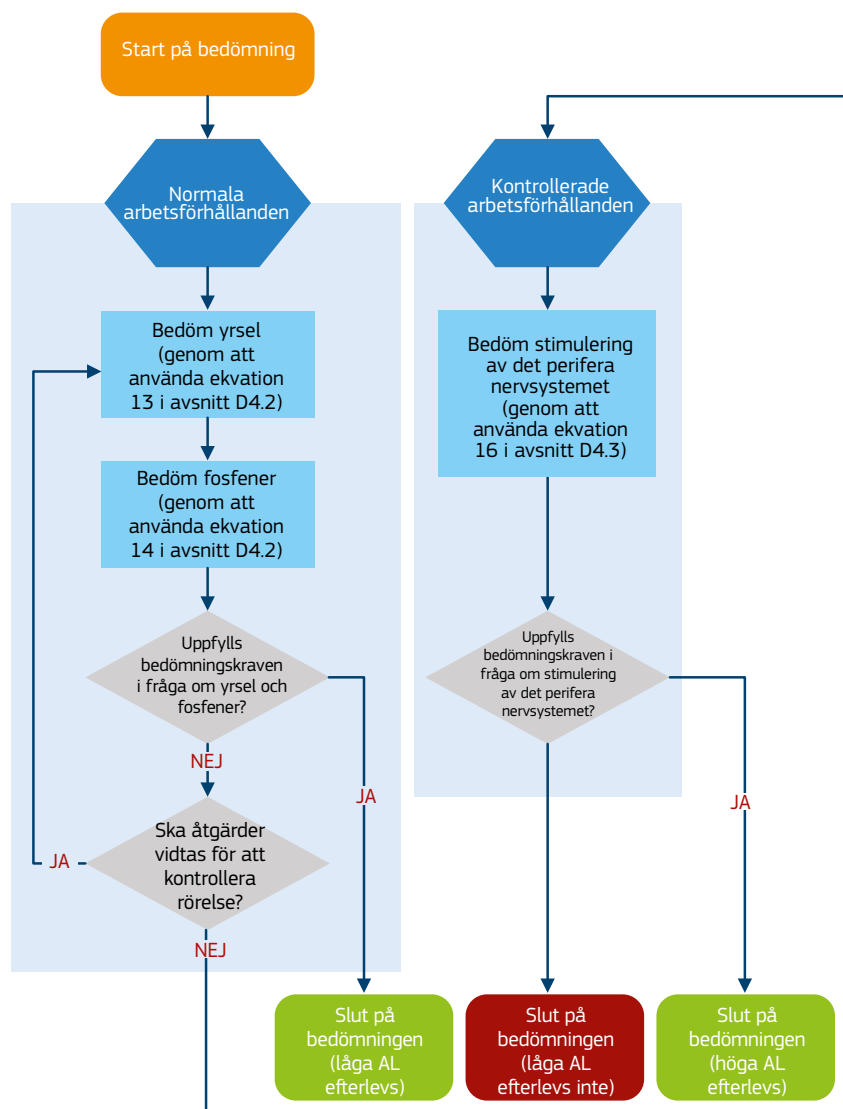 Start på bedömning
Normala
arbetsförhållanden
Bedöm yrsel
(genom att
använda ekvation
13 i avsnitt D4.2)
Bedöm fosfener
(genom att
använda ekvation
14 i avsnitt D4.2)
Uppfylls
bedömningskraven
i fråga om yrsel och
fosfener?
NEJ
JA
Ska åtgärder
vidtas för att
kontrollera
rörelse?
JA
NEJ
Slut på
bedömningen
(låga AL
efterlevs)
Kontrollerade
arbetsförhållanden
Bedöm stimulering
av det perifera
nervsystemet
(genom att
använda ekvation
16 i avsnitt D4.3)
Uppfylls
bedömningskraven i
fråga om stimulering
av det perifera
nervsystemet?
JA
Slut på
bedömningen
(låga AL
efterlevs inte)
Slut på
bedömningen
(höga AL
efterlevs)